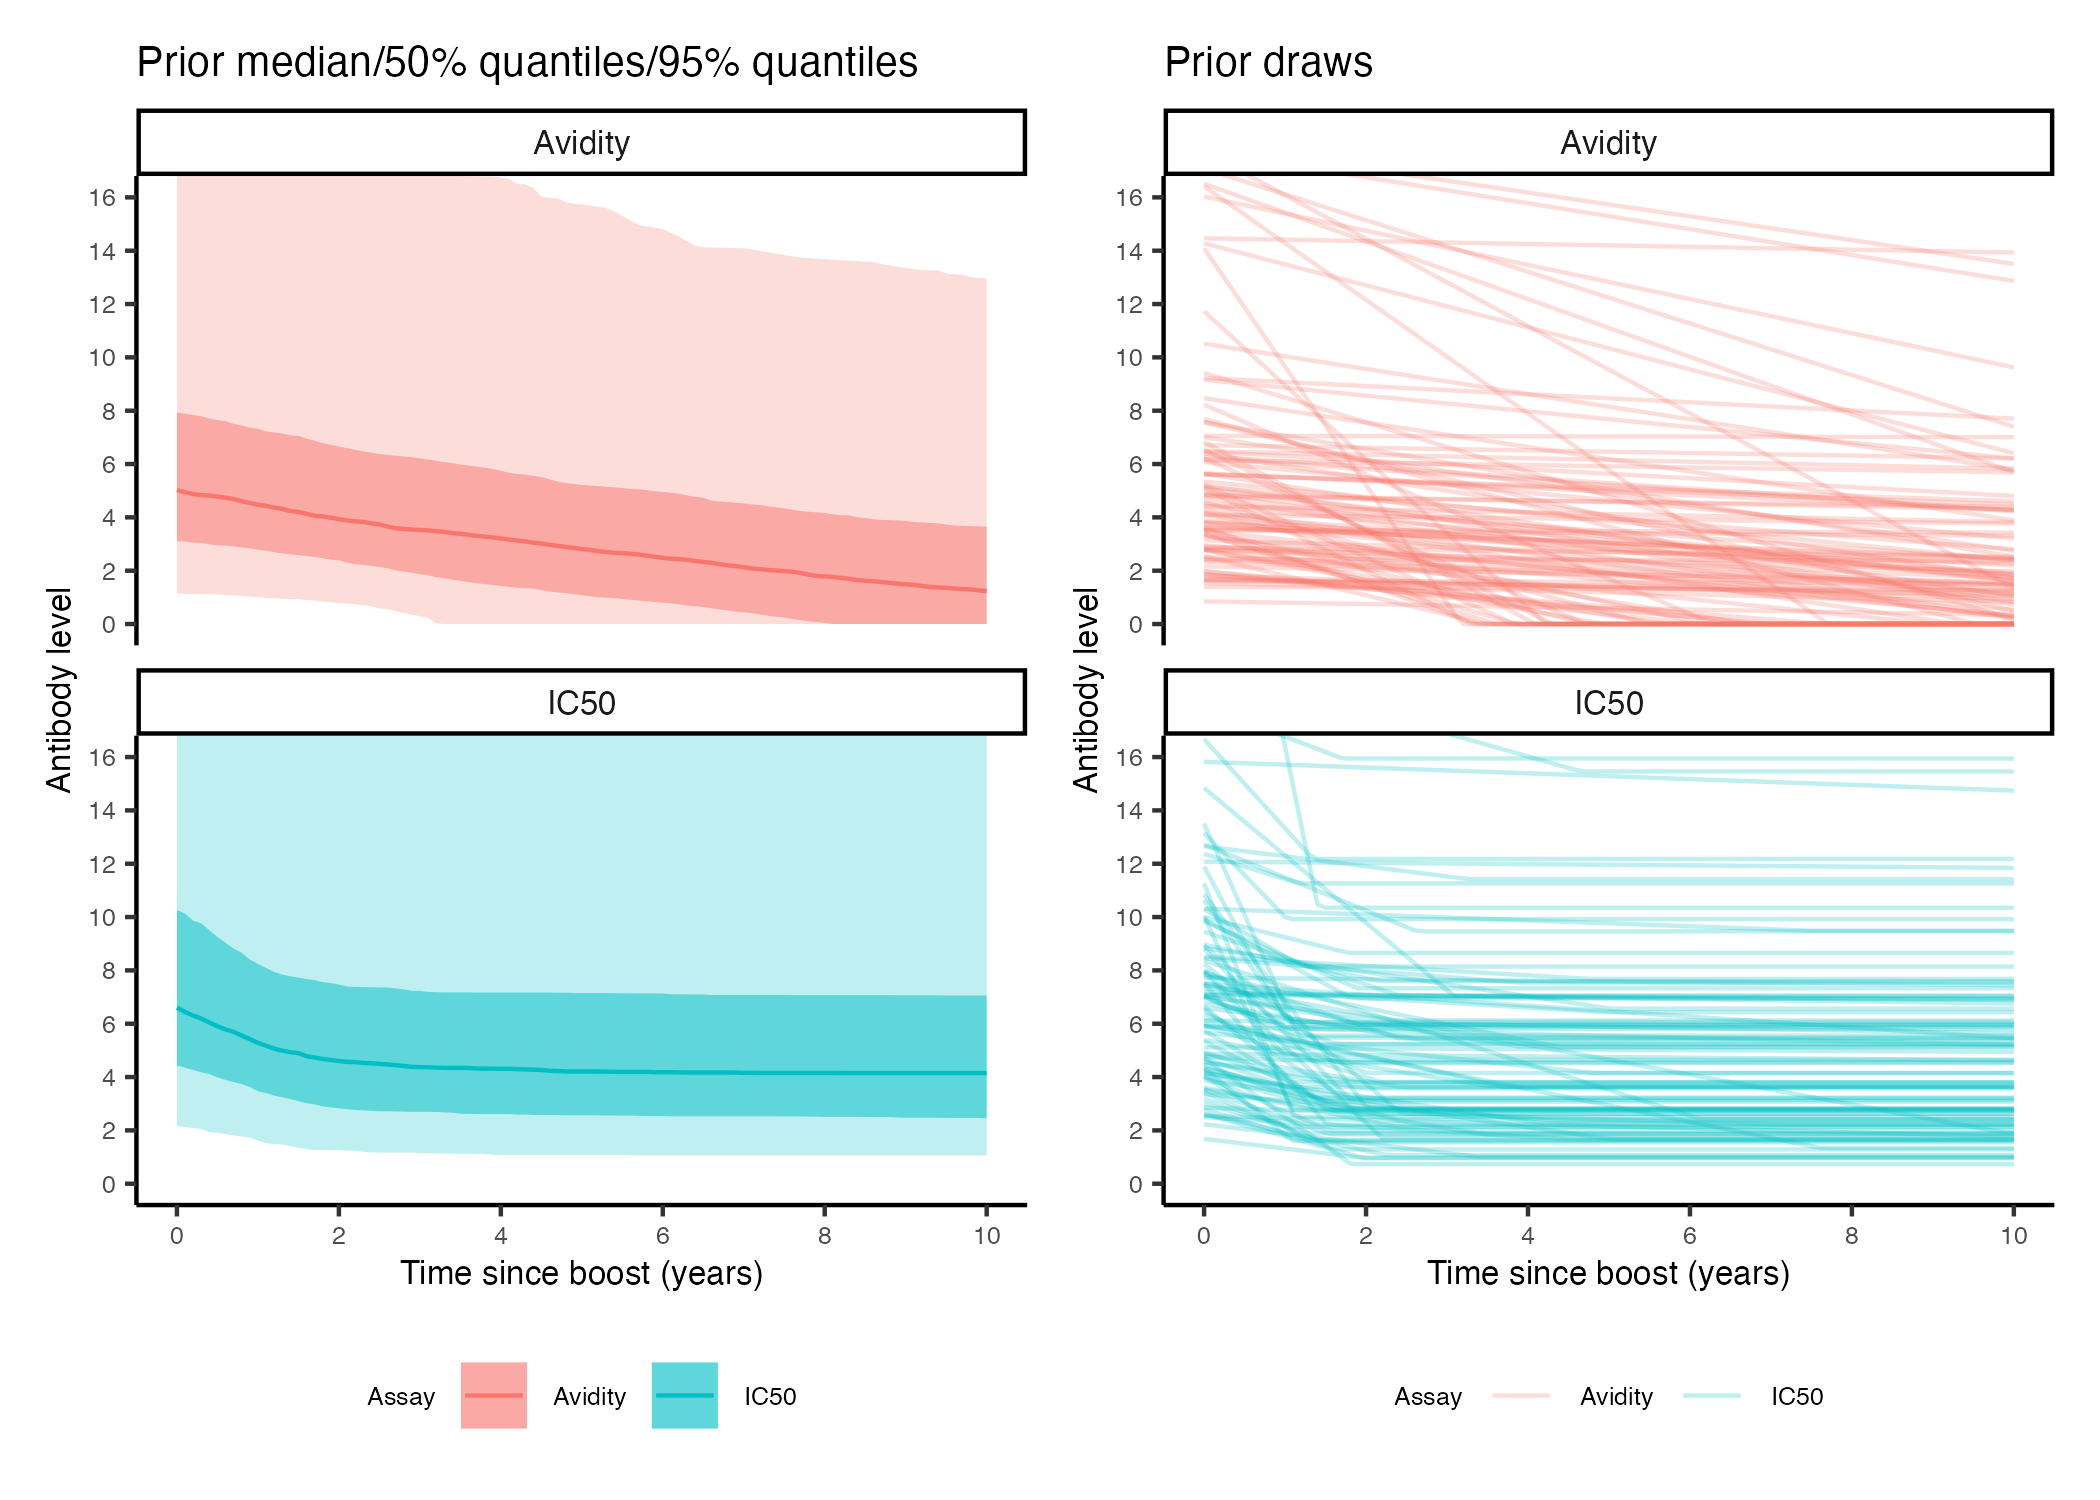 Prior median/50% quantiles/95% quantiles
Avidity
16
14
12
10
8
6
4
2
0
IC50
16
14
12
10
8
6
4
2
0
Antibody level
0 2 4 6 8 10
Time since boost (years)
Assay Avidity IC50
Prior draws
Avidity
16
14
12
10
8
6
4
2
0
IC50
16
14
12
10
8
6
4
2
0
Antibody level
0 2 4 6 8 10
Time since boost (years)
Assay Avidity IC50